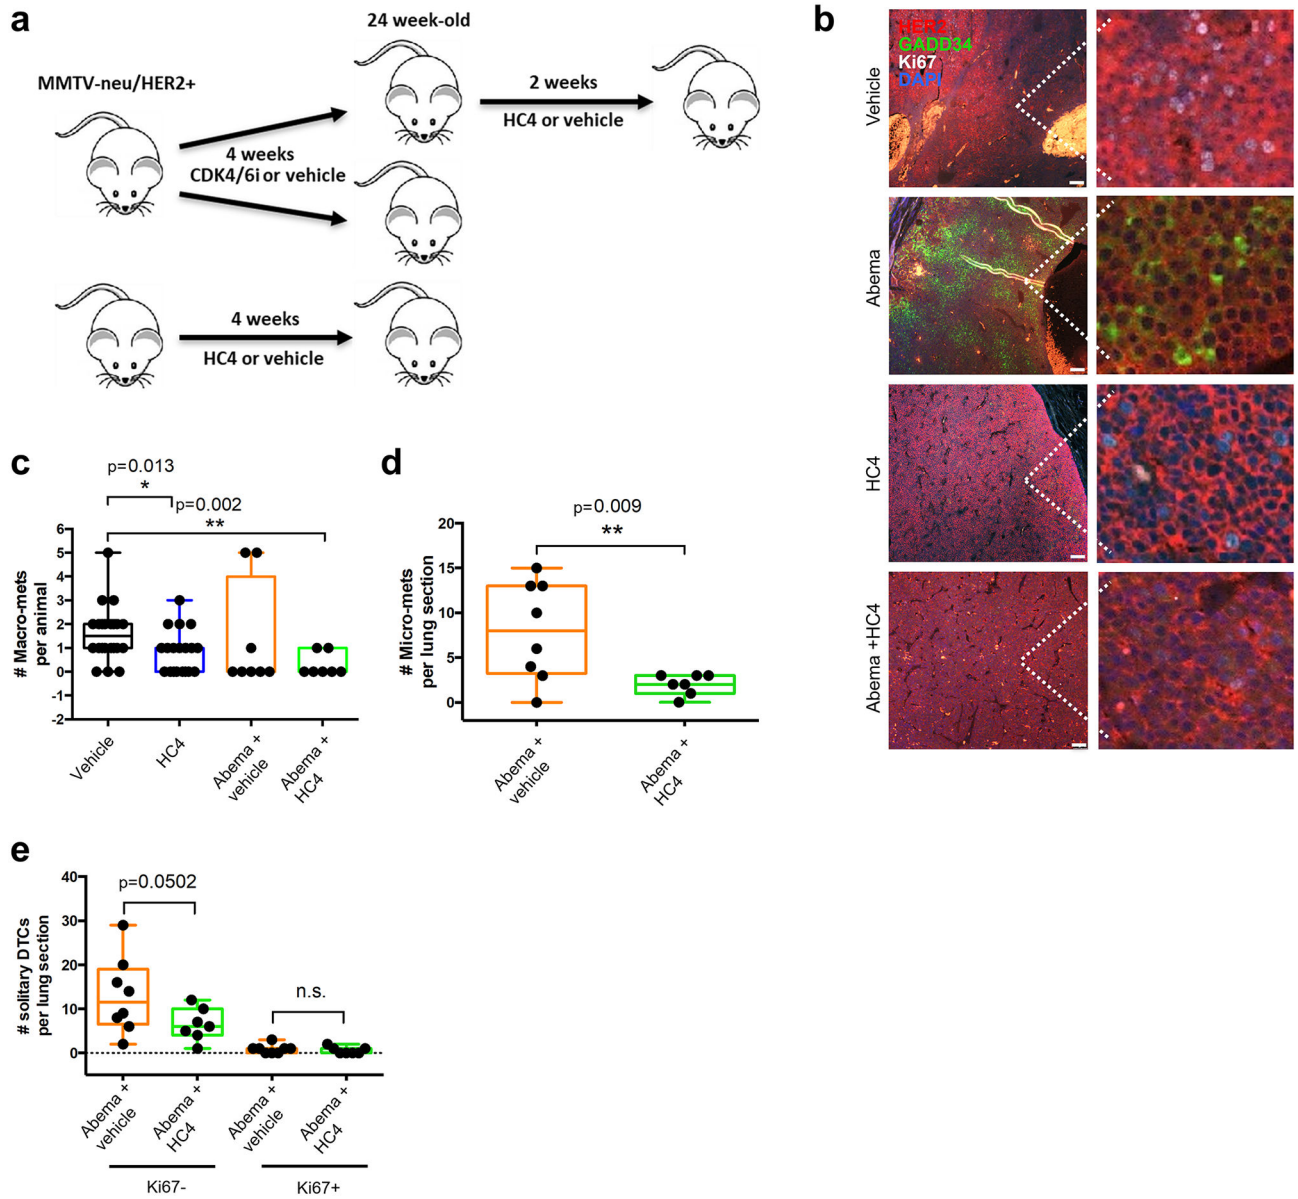 a
24 week-old
MMTV-neu/HER2+
4 weeks
CDK4/6i or vehicle
2 weeks
HC4 or vehicle
4 weeks
HC4 or vehicle
b
HER2
GADD34
Ki67
DAPI
Vehicle
Abema
HC4
Abema +HC4
c
p=0.013
*
p=0.002
**
# Macro-mets
per animal
6
5
4
3
2
1
0
-1
-2
Vehicle
HC4
Abema +
vehicle
Abema +
HC4
d
p=0.009
**
# Micro-mets
per lung section
20
15
10
5
0
Abema +
vehicle
Abema +
HC4
e
p=0.0502
n.s.
# solitary DTCs
per lung section
40
30
20
10
0
Abema +
vehicle
Abema +
HC4
Abema +
vehicle
Abema +
HC4
Ki67-
Ki67+